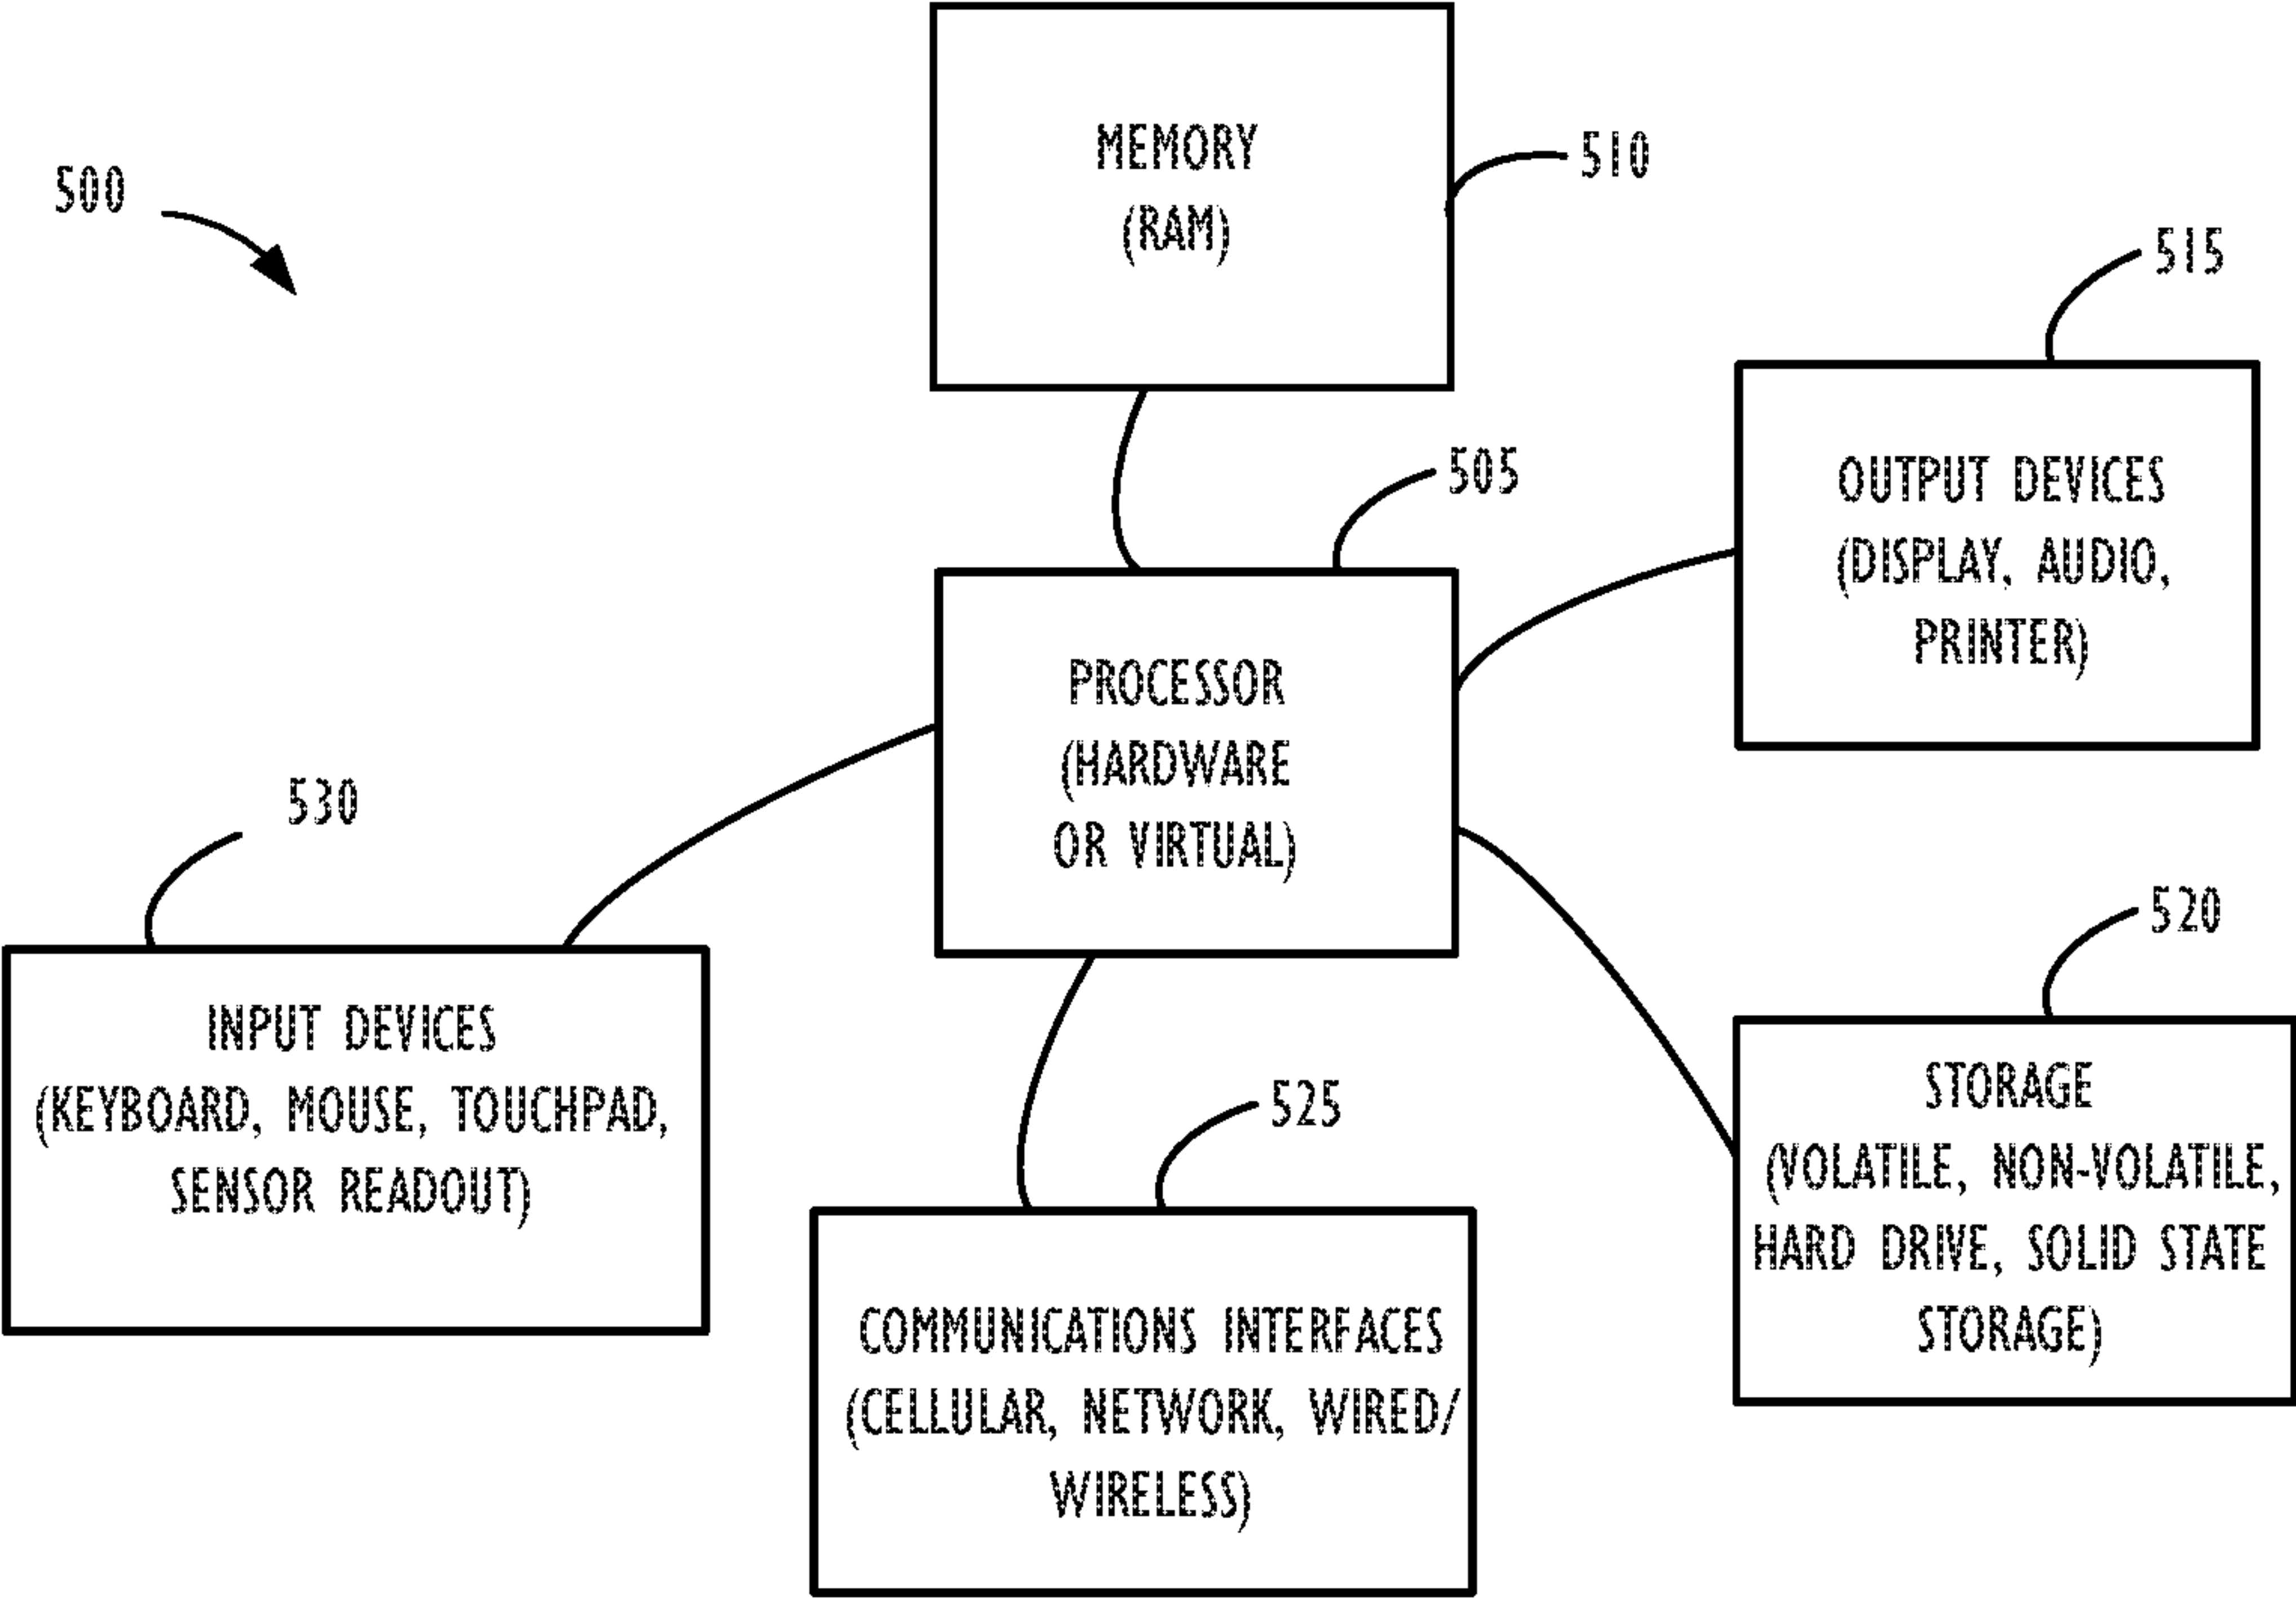 500
MEMORY
(RAM)
510
515
OUTPUT DEVICES
(DISPLAY, AUDIO,
PRINTER)
505
PROCESSOR
(HARDWARE
OR VIRTUAL)
530
INPUT DEVICES
(KEYBOARD, MOUSE, TOUCHPAD,
SENSOR READOUT)
525
COMMUNICATIONS INTERFACES
(CELLULAR, NETWORK, WIRED/
WIRELESS)
520
STORAGE
(VOLATILE, NON-VOLATILE,
HARD DRIVE, SOLID STATE
STORAGE)